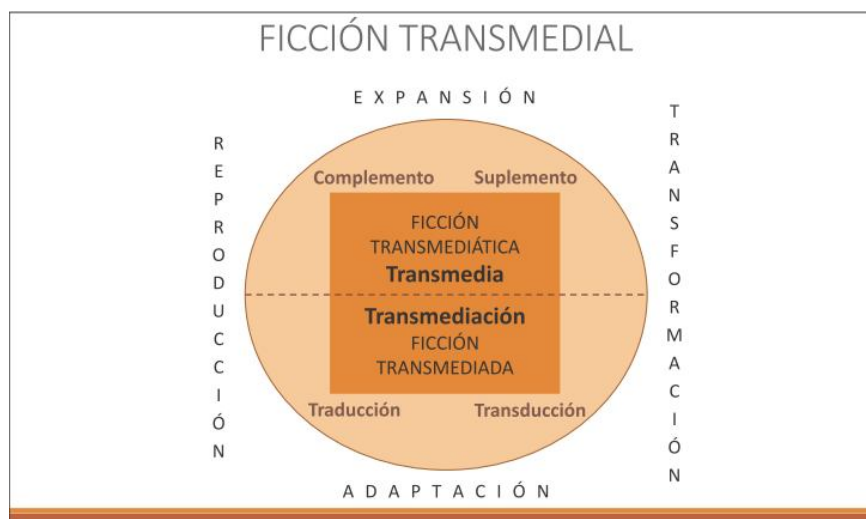 FICCIÓN TRANSMEDIAL
EXPANSIÓN
REPRODUCCIÓN
TRANSFORMACIÓN
Complemento Suplemento
FICCIÓN
TRANSMEDIÁTICA
Transmedia
Transmediación
FICCIÓN
TRANSMEDIADA
Traducción Transducción
ADAPTACIÓN